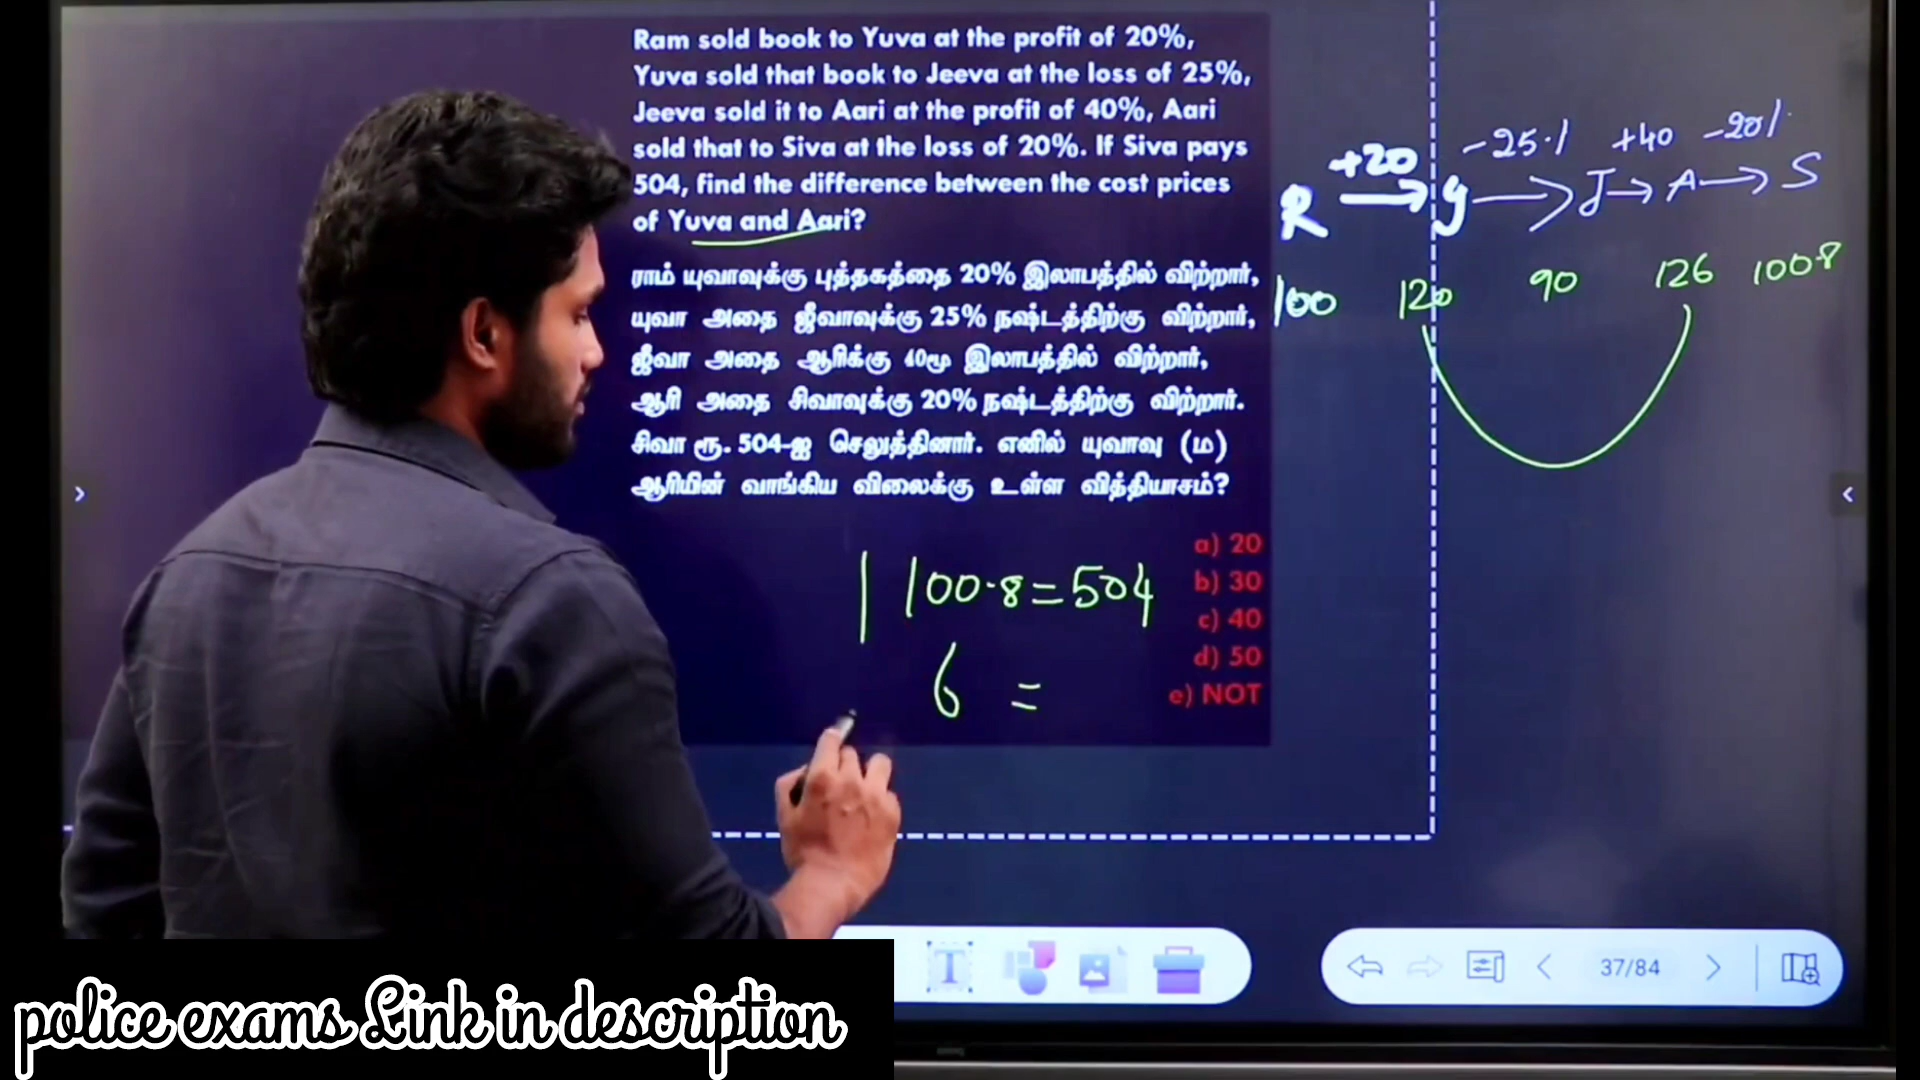 Ram sold book to Yuva at the profit of 20%,
Yuva sold that book to Jeeva at the loss of 25%,
Jeeva sold it to Aari at the profit of 40%, Aari
sold that to Siva at the loss of 20%. If Siva pays
504, find the difference between the cost prices
of Yuva and Aari?
ராம் யுவாவுக்கு புத்தகத்தை 20% இலாபத்தில் விற்றார்,
யுவா அதை ஜீவாவுக்கு 25% நஷ்டத்திற்கு விற்றார்,
ஜீவா அதை ஆரிக்கு 40மூ இலாபத்தில் விற்றார்,
ஆரி அதை சிவாவுக்கு 20% நஷ்டத்திற்கு விற்றார்.
சிவா ரூ. 504-ஐ செலுத்தினார். எனில் யுவாவு (ம)
ஆரியின் வாங்கிய விலைக்கு உள்ள வித்தியாசம்?
a) 20
b) 30
c) 40
d) 50
e) NOT
100.8=504
6 =
+20 -25% +40 -20%
R → y → J → A → S
100 120 90 126 100.8
37/84
police exams Link in description